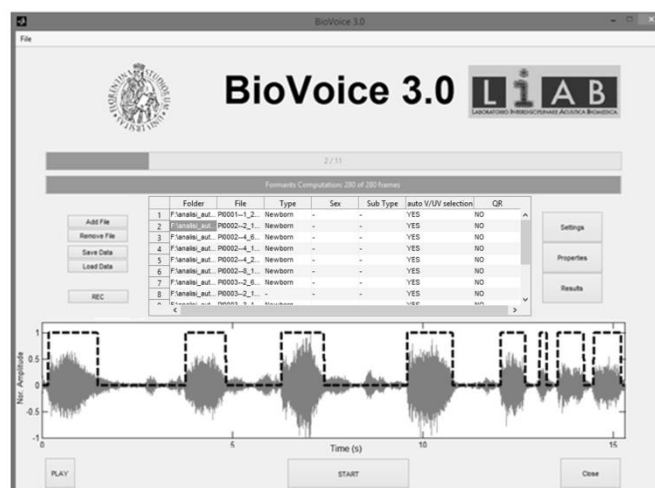 BioVoice 3.0
File
BioVoice 3.0
LiAB
LABORATORIO INTERDISCIPLINARE ACUSTICA BIOMEDICA
2 / 11
Formants Computation: 280 of 280 frames
Folder File Type Sex Sub Type auto V/UV selection QR
1 F:\analisi_aut... PI0001--1_2... Newborn - - YES NO
2 F:\analisi_aut... PI0002--2_1... Newborn - - YES NO
3 F:\analisi_aut... PI0002--4_6... Newborn - - YES NO
4 F:\analisi_aut... PI0002--4_1... Newborn - - YES NO
5 F:\analisi_aut... PI0002--4_2... Newborn - - YES NO
6 F:\analisi_aut... PI0002--8_1... Newborn - - YES NO
7 F:\analisi_aut... PI0003--2_6... Newborn - - YES NO
8 F:\analisi_aut... PI0003--2_1... - - - YES NO
Add File
Remove File
Save Data
Load Data
REC
Settings
Properties
Results
Nor. Amplitude
1
0.5
0
-0.5
-1
0 5 10 15
Time (s)
PLAY
START
Close